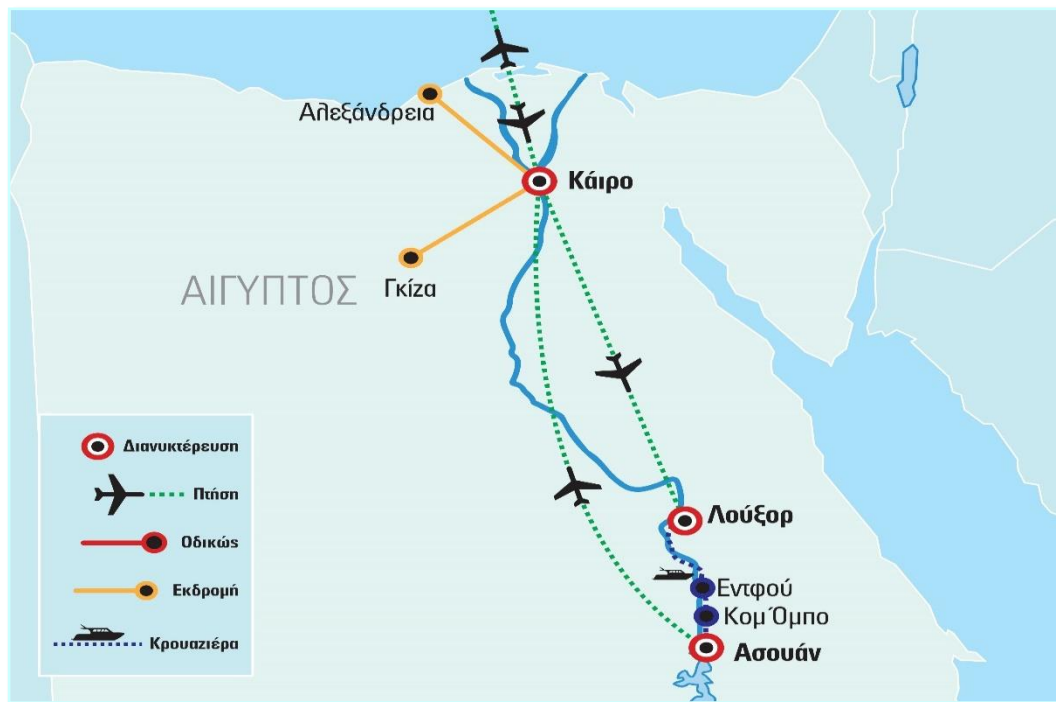 Αλεξάνδρεια
Κάιρο
ΑΙΓΥΠΤΟΣ
Γκίζα
Διανυκτέρευση
Πτήση
Οδικώς
Εκδρομή
Κρουαζιέρα
Λούξορ
Εντφού
Κομ Όμπο
Ασουάν